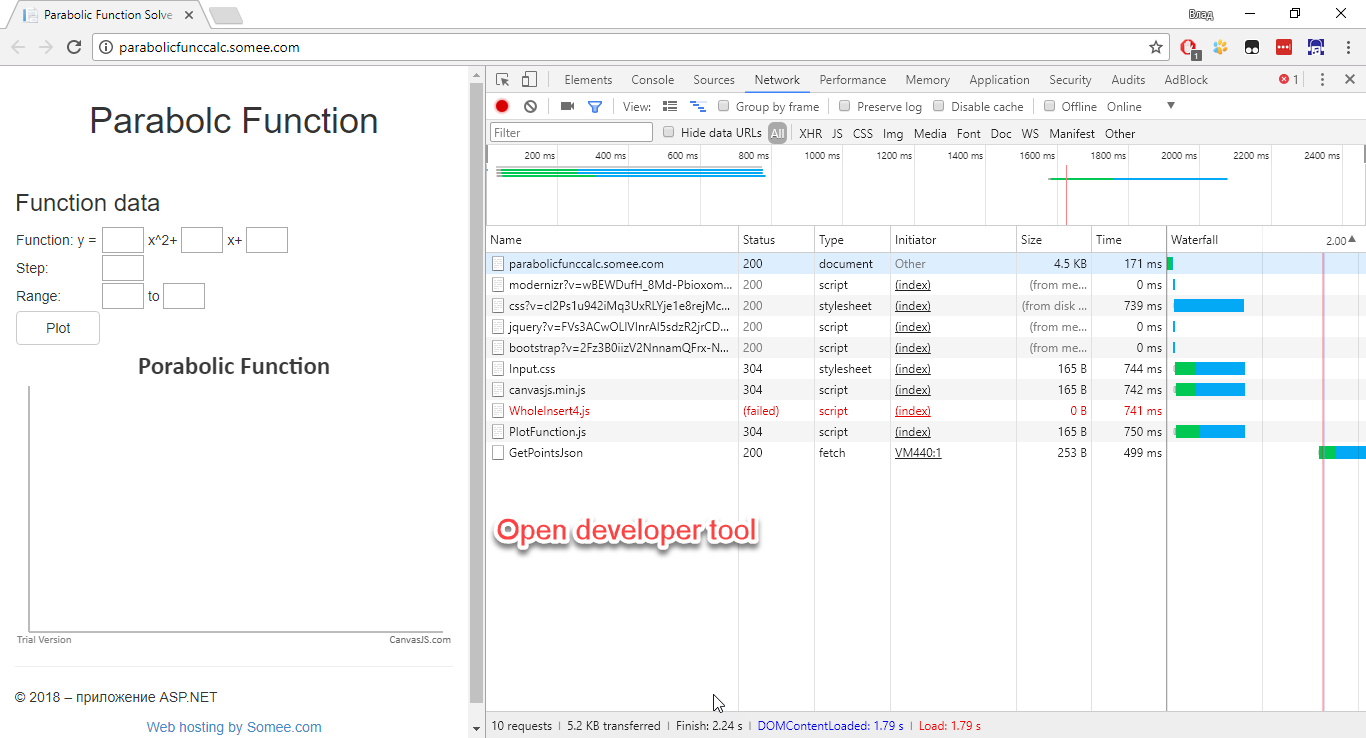 Parabolic Function Solve
Влад
parabolicfunccalc.somee.com
1
Parabolc Function
Function data
Function: y = x^2+ x+
Step:
Range: to
Plot
Porabolic Function
Trial Version CanvasJS.com
© 2018 – приложение ASP.NET
Web hosting by Somee.com
Elements Console Sources Network Performance Memory Application Security Audits AdBlock 1
View: Group by frame Preserve log Disable cache Offline Online
Filter Hide data URLs All XHR JS CSS Img Media Font Doc WS Manifest Other
200 ms 400 ms 600 ms 800 ms 1000 ms 1200 ms 1400 ms 1600 ms 1800 ms 2000 ms 2200 ms 2400 ms
Name Status Type Initiator Size Time Waterfall 2.00
parabolicfunccalc.somee.com 200 document Other 4.5 KB 171 ms
modernizr?v=wBEWDufH_8Md-Pbioxom... 200 script (index) (from me... 0 ms
css?v=cI2Ps1u942iMq3UxRLYje1e8rejMc... 200 stylesheet (index) (from disk ... 739 ms
jquery?v=FVs3ACwOLIVInrAl5sdzR2jrCD... 200 script (index) (from me... 0 ms
bootstrap?v=2Fz3B0iizV2NnnamQFrx-N... 200 script (index) (from me... 0 ms
Input.css 304 stylesheet (index) 165 B 744 ms
canvasjs.min.js 304 script (index) 165 B 742 ms
WholeInsert4.js (failed) script (index) 0 B 741 ms
PlotFunction.js 304 script (index) 165 B 750 ms
GetPointsJson 200 fetch VM440:1 253 B 499 ms
Open developer tool
10 requests | 5.2 KB transferred | Finish: 2.24 s | DOMContentLoaded: 1.79 s | Load: 1.79 s